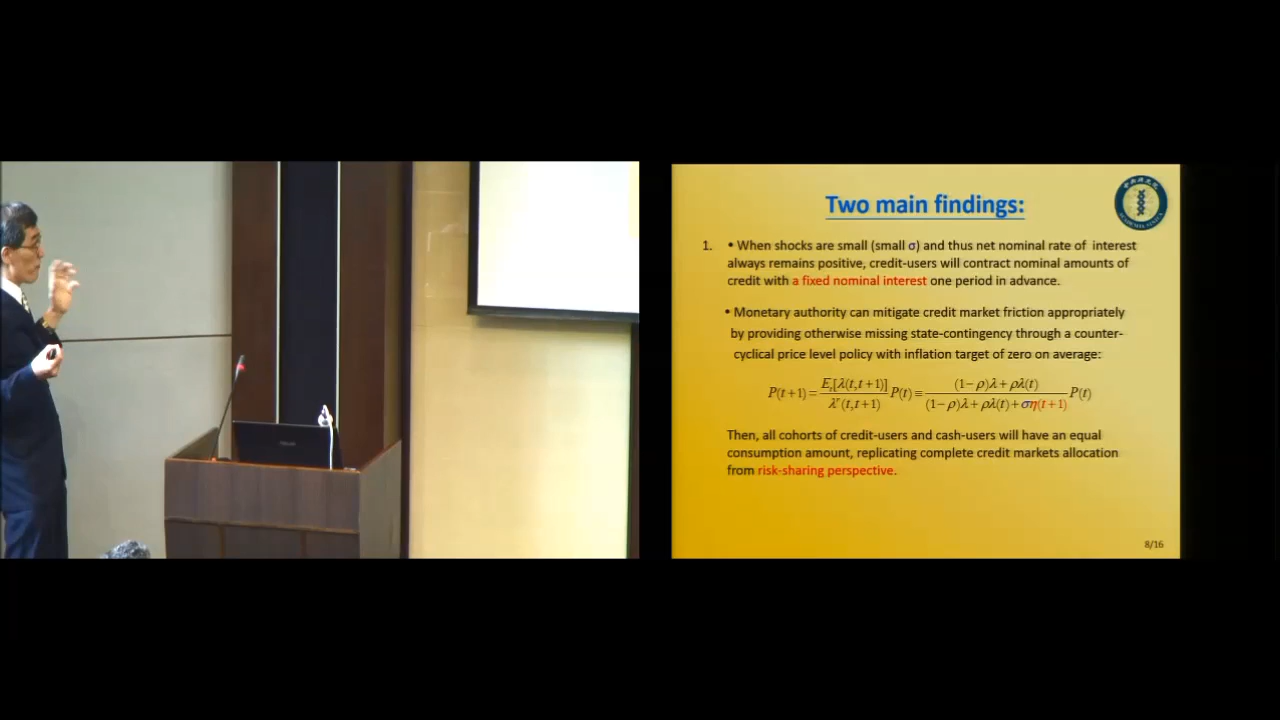 Two main findings:
1. • When shocks are small (small σ) and thus net nominal rate of interest
always remains positive, credit-users will contract nominal amounts of
credit with a fixed nominal interest one period in advance.
• Monetary authority can mitigate credit market friction appropriately
by providing otherwise missing state-contingency through a counter-
cyclical price level policy with inflation target of zero on average:
P(t+1)= E_t[λ(t,t+1)] / λ^r(t,t+1) P(t) ≡ (1−ρ)λ+ρλ(t) / (1−ρ)λ+ρλ(t)+ση(t+1) P(t)
Then, all cohorts of credit-users and cash-users will have an equal
consumption amount, replicating complete credit markets allocation
from risk-sharing perspective.
8/16